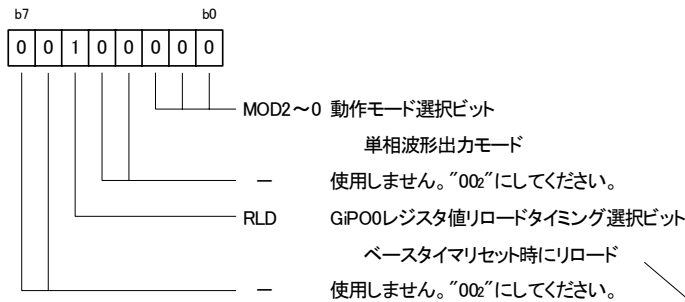 b7 b0
0 0 1 0 0 0 0 0
MOD2～0 動作モード選択ビット
単相波形出力モード
－ 使用しません。"00₂"にしてください。
RLD GiPO0レジスタ値リロードタイミング選択ビット
ベースタイマリセット時にリロード
－ 使用しません。"00₂"にしてください。